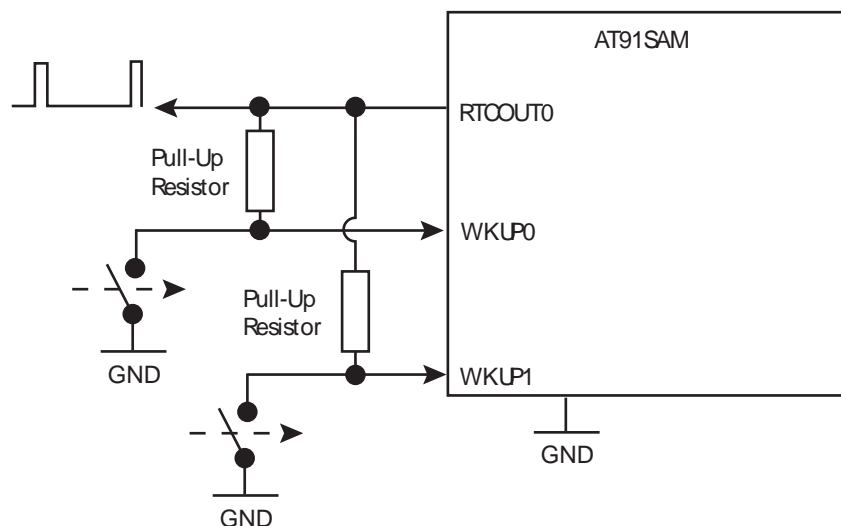 AT91SAM
RTCOUT0
Pull-Up
Resistor
WKUP0
Pull-Up
Resistor
GND
WKUP1
GND
GND